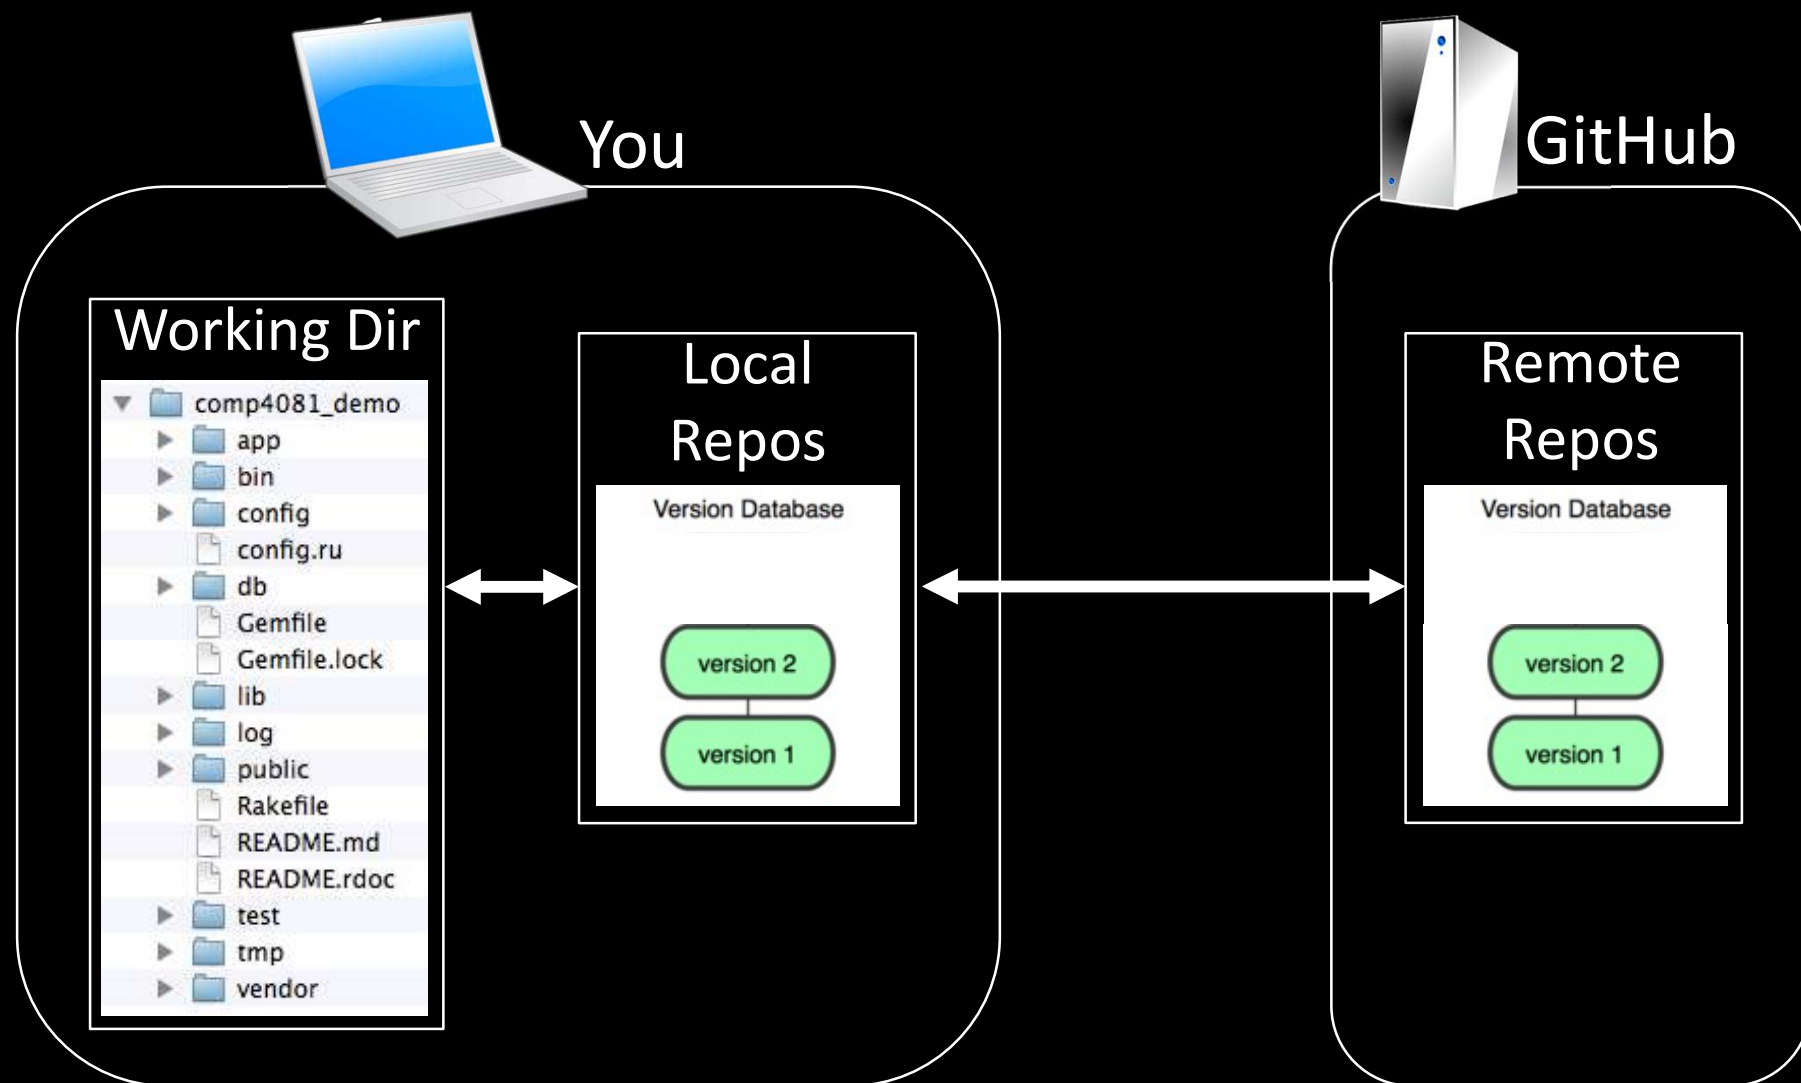 You
GitHub
Working Dir
comp4081_demo
app
bin
config
config.ru
db
Gemfile
Gemfile.lock
lib
log
public
Rakefile
README.md
README.rdoc
test
tmp
vendor
Local
Repos
Version Database
version 2
version 1
Remote
Repos
Version Database
version 2
version 1